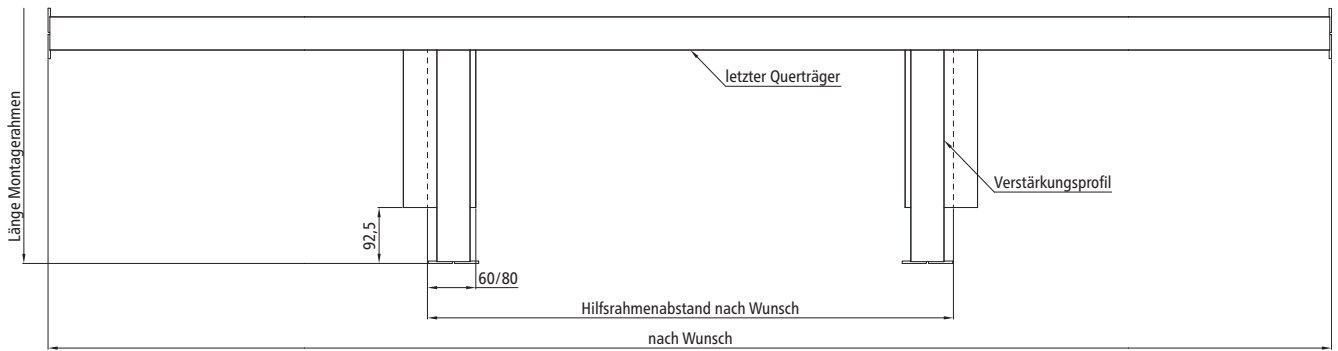 letzter Querträger
Länge Montagerahmen
Verstärkungsprofil
92,5
60/80
Hilfsrahmenabstand nach Wunsch
nach Wunsch